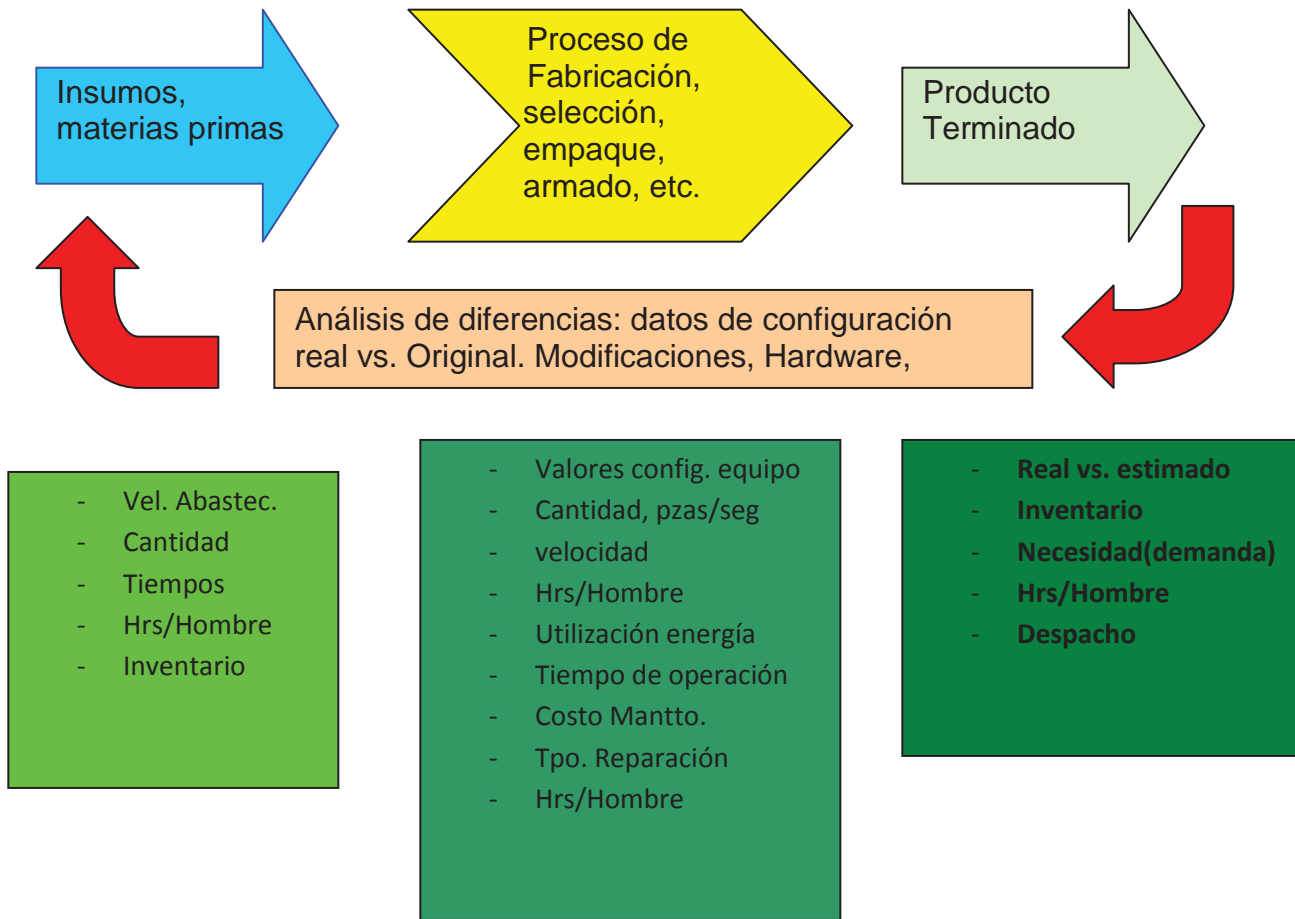 Insumos,
materias primas
Proceso de
Fabricación,
selección,
empaque,
armado, etc.
Producto
Terminado
Análisis de diferencias: datos de configuración
real vs. Original. Modificaciones, Hardware,
- Vel. Abastec.
- Cantidad
- Tiempos
- Hrs/Hombre
- Inventario
- Valores config. equipo
- Cantidad, pzas/seg
- velocidad
- Hrs/Hombre
- Utilización energía
- Tiempo de operación
- Costo Mantto.
- Tpo. Reparación
- Hrs/Hombre
- Real vs. estimado
- Inventario
- Necesidad(demanda)
- Hrs/Hombre
- Despacho